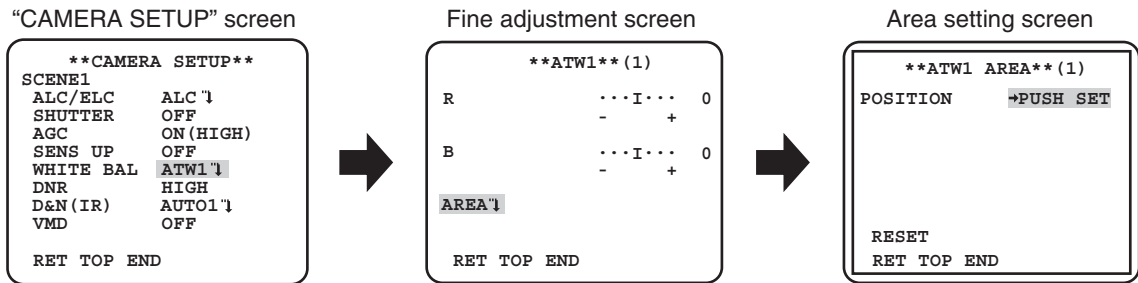 “CAMERA SETUP” screen
**CAMERA SETUP**
SCENE1
ALC/ELC ALC
SHUTTER OFF
AGC ON(HIGH)
SENS UP OFF
WHITE BAL ATW1
DNR HIGH
D&N(IR) AUTO1
VMD OFF
RET TOP END
Fine adjustment screen
**ATW1**(1)
R ···I··· 0
- +
B ···I··· 0
- +
AREA
RET TOP END
Area setting screen
**ATW1 AREA**(1)
POSITION →PUSH SET
RESET
RET TOP END